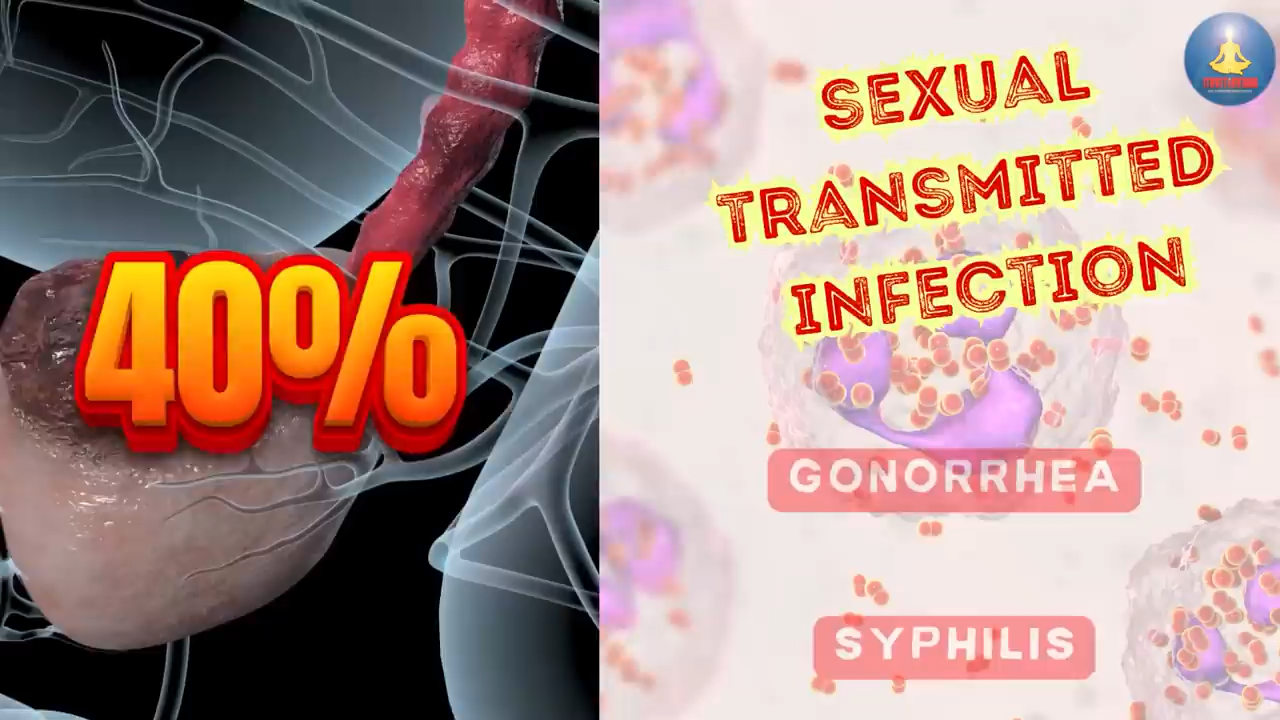 40%
SEXUAL
TRANSMITTED
INFECTION
GONORRHEA
SYPHILIS